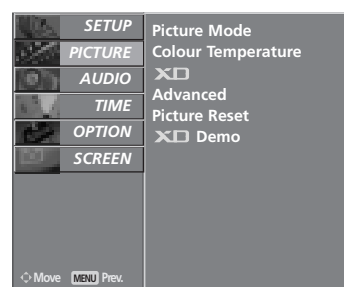 SETUP
PICTURE
AUDIO
TIME
OPTION
SCREEN
Move MENU Prev.
Picture Mode
Colour Temperature
XD
Advanced
Picture Reset
XD Demo